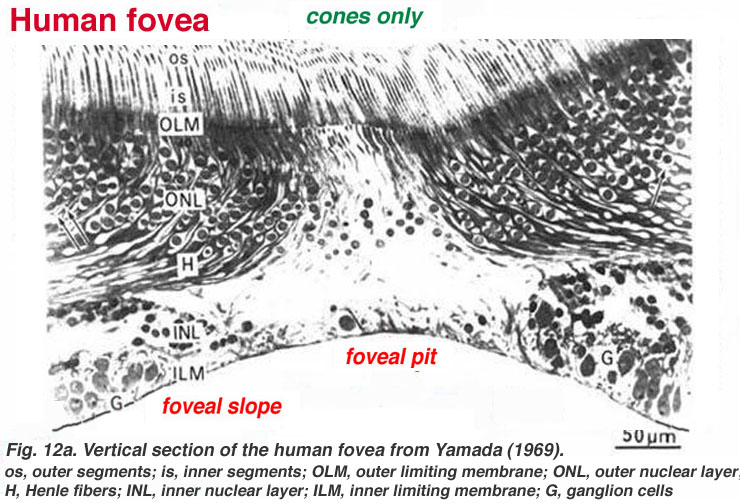 Human fovea
cones only
os
is
OLM
ONL
H
INL
foveal pit
G
ILM
G
foveal slope
50µm
Fig. 12a. Vertical section of the human fovea from Yamada (1969).
os, outer segments; is, inner segments; OLM, outer limiting membrane; ONL, outer nuclear layer;
H, Henle fibers; INL, inner nuclear layer; ILM, inner limiting membrane; G, ganglion cells